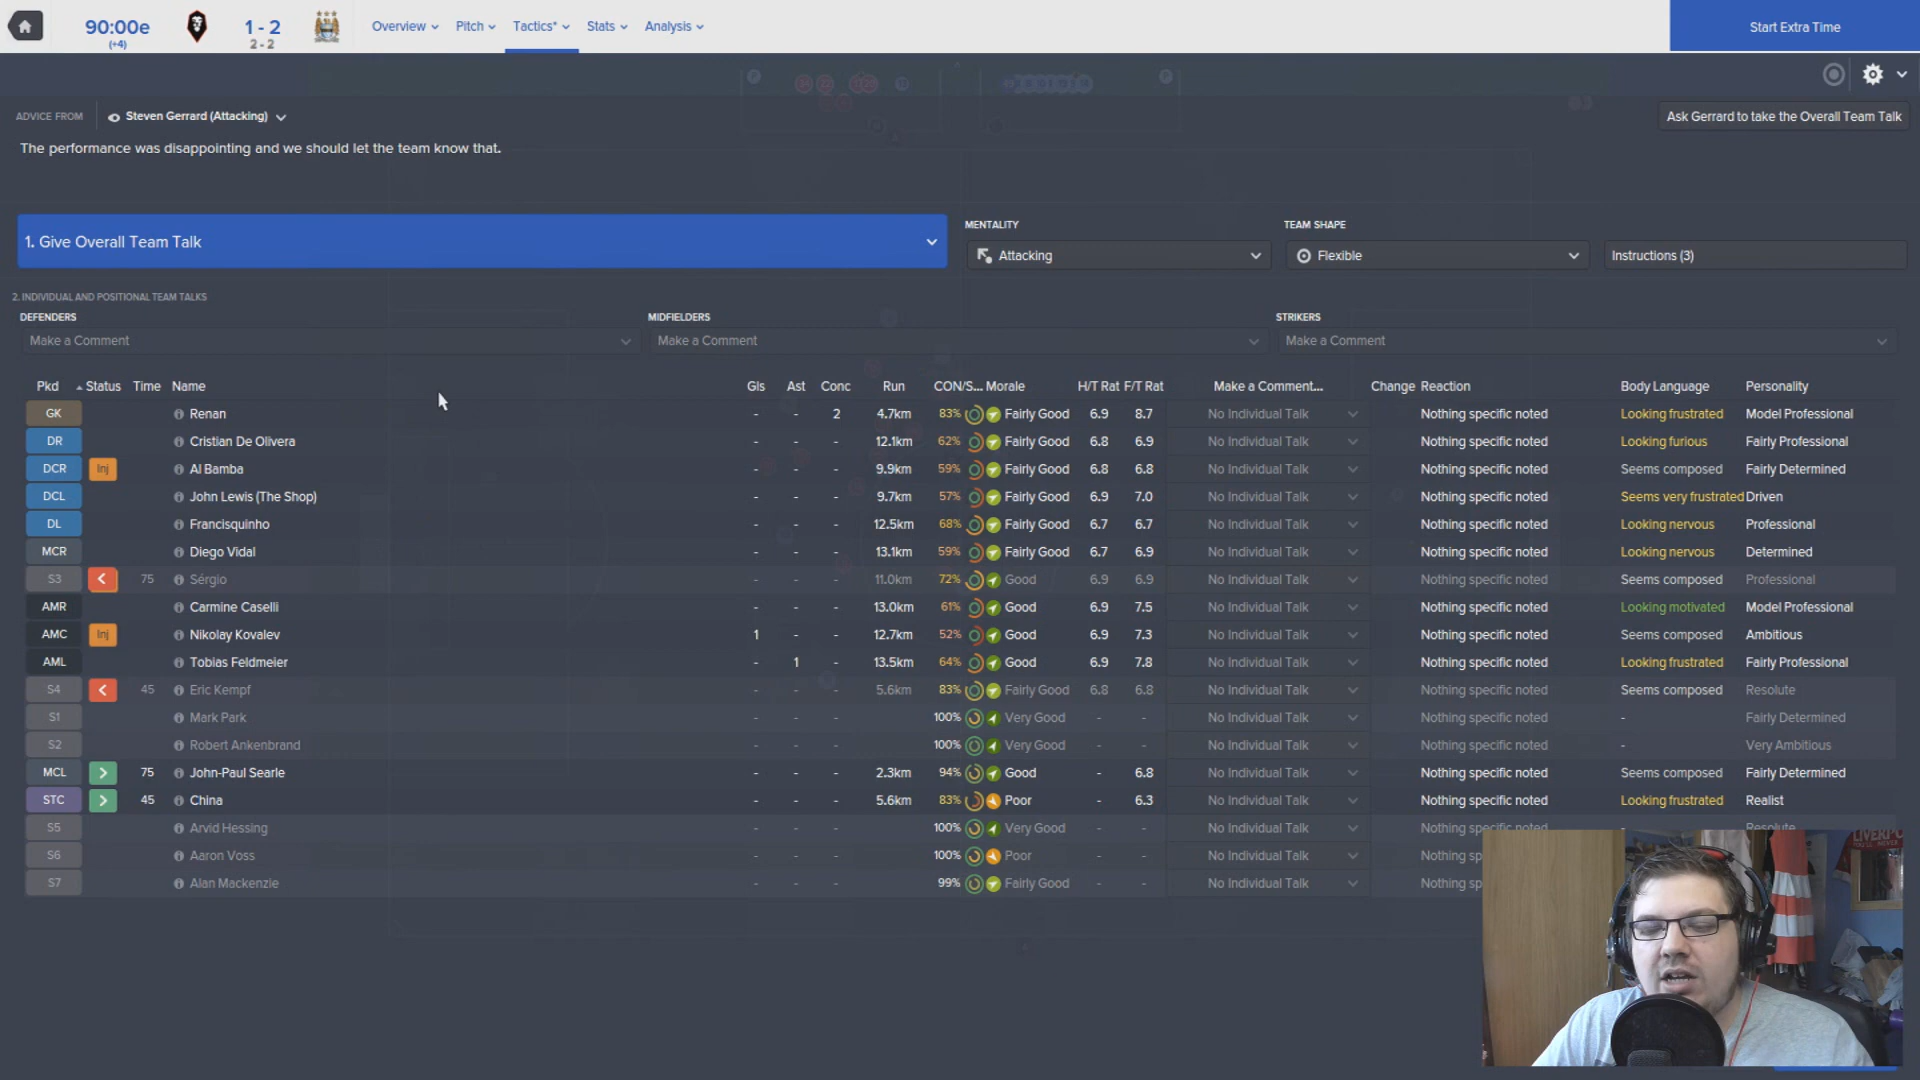 90:00e
(+4)
1 - 2
2 - 2
Overview
Pitch
Tactics*
Stats
Analysis
Start Extra Time
ADVICE FROM
Steven Gerrard (Attacking)
Ask Gerrard to take the Overall Team Talk
The performance was disappointing and we should let the team know that.
1. Give Overall Team Talk
MENTALITY
Attacking
TEAM SHAPE
Flexible
Instructions (3)
2. INDIVIDUAL AND POSITIONAL TEAM TALKS
DEFENDERS
Make a Comment
MIDFIELDERS
Make a Comment
STRIKERS
Make a Comment
Pkd Status Time Name Gls Ast Conc Run CON/S... Morale H/T Rat F/T Rat Make a Comment... Change Reaction Body Language Personality
GK Renan - - 2 4.7km 83% Fairly Good 6.9 8.7 No Individual Talk Nothing specific noted Looking frustrated Model Professional
DR Cristian De Olivera - - - 12.1km 62% Fairly Good 6.8 6.9 No Individual Talk Nothing specific noted Looking furious Fairly Professional
DCR Inj Al Bamba - - - 9.9km 59% Fairly Good 6.8 6.8 No Individual Talk Nothing specific noted Seems composed Fairly Determined
DCL John Lewis (The Shop) - - - 9.7km 57% Fairly Good 6.9 7.0 No Individual Talk Nothing specific noted Seems very frustrated Driven
DL Francisquinho - - - 12.5km 68% Fairly Good 6.7 6.7 No Individual Talk Nothing specific noted Looking nervous Professional
MCR Diego Vidal - - - 13.1km 59% Fairly Good 6.7 6.9 No Individual Talk Nothing specific noted Looking nervous Determined
S3 75 Sérgio - - - 11.0km 72% Good 6.9 6.9 No Individual Talk Nothing specific noted Seems composed Professional
AMR Carmine Caselli - - - 13.0km 61% Good 6.9 7.5 No Individual Talk Nothing specific noted Looking motivated Model Professional
AMC Inj Nikolay Kovalev 1 - - 12.7km 52% Good 6.9 7.3 No Individual Talk Nothing specific noted Seems composed Ambitious
AML Tobias Feldmeier - 1 - 13.5km 64% Good 6.9 7.8 No Individual Talk Nothing specific noted Looking frustrated Fairly Professional
S4 45 Eric Kempf - - - 5.6km 83% Fairly Good 6.8 6.8 No Individual Talk Nothing specific noted Seems composed Resolute
S1 Mark Park - - - 100% Very Good - - No Individual Talk Nothing specific noted - Fairly Determined
S2 Robert Ankenbrand - - - 100% Very Good - - No Individual Talk Nothing specific noted - Very Ambitious
MCL 75 John-Paul Searle - - - 2.3km 94% Good - 6.8 No Individual Talk Nothing specific noted Seems composed Fairly Determined
STC 45 China - - - 5.6km 83% Poor - 6.3 No Individual Talk Nothing specific noted Looking frustrated Realist
S5 Arvid Hessing - - - 100% Very Good - - No Individual Talk Nothing specific noted - Resolute
S6 Aaron Voss - - - 100% Poor - - No Individual Talk Nothing sp
S7 Alan Mackenzie - - - 99% Fairly Good - - No Individual Talk Nothing sp